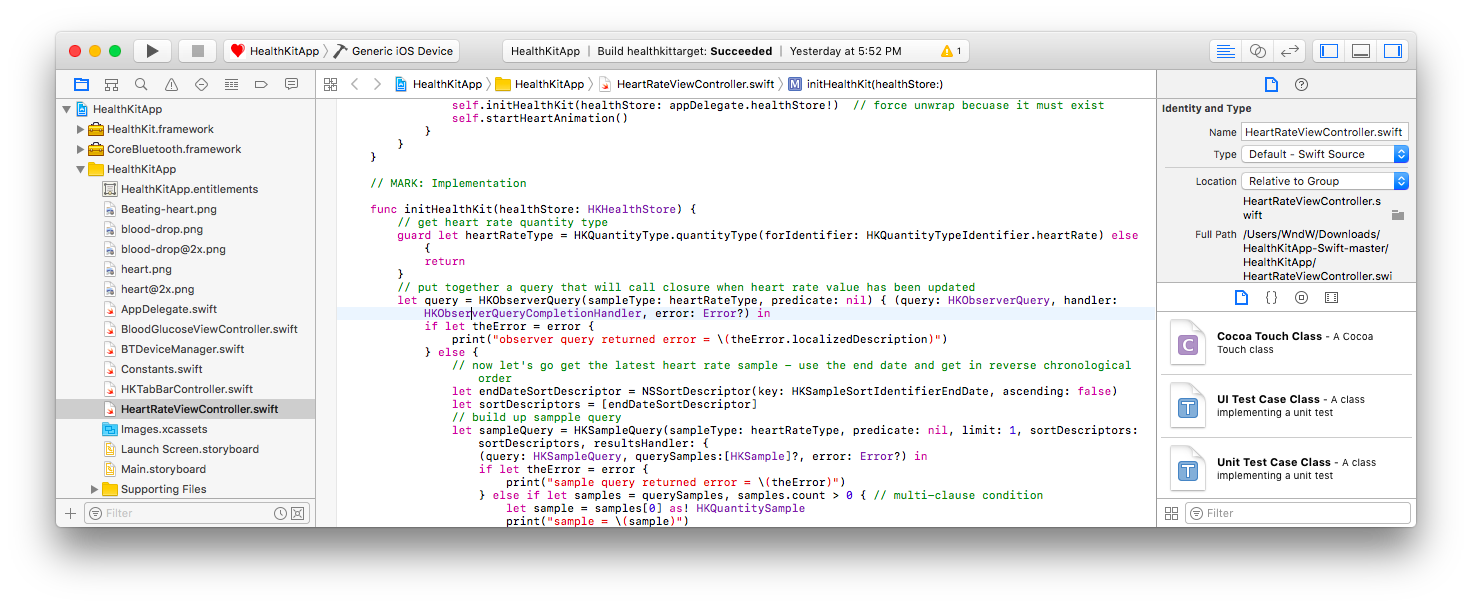 HealthKitApp Generic iOS Device
HealthKitApp | Build healthkittarget: Succeeded | Yesterday at 5:52 PM 1
HealthKitApp HealthKitApp HeartRateViewController.swift M initHealthKit(healthStore:)
HealthKitApp
HealthKit.framework
CoreBluetooth.framework
HealthKitApp
HealthKitApp.entitlements
Beating-heart.png
blood-drop.png
blood-drop@2x.png
heart.png
heart@2x.png
AppDelegate.swift
BloodGlucoseViewController.swift
BTDeviceManager.swift
Constants.swift
HKTabBarController.swift
HeartRateViewController.swift
Images.xcassets
Launch Screen.storyboard
Main.storyboard
Supporting Files
Filter
self.initHealthKit(healthStore: appDelegate.healthStore!) // force unwrap becuase it must exist
self.startHeartAnimation()
}
}
}
// MARK: Implementation
func initHealthKit(healthStore: HKHealthStore) {
// get heart rate quantity type
guard let heartRateType = HKQuantityType.quantityType(forIdentifier: HKQuantityTypeIdentifier.heartRate) else
{
return
}
// put together a query that will call closure when heart rate value has been updated
let query = HKObserverQuery(sampleType: heartRateType, predicate: nil) { (query: HKObserverQuery, handler:
HKObserverQueryCompletionHandler, error: Error?) in
if let theError = error {
print("observer query returned error = \(theError.localizedDescription)")
} else {
// now let's go get the latest heart rate sample - use the end date and get in reverse chronological
order
let endDateSortDescriptor = NSSortDescriptor(key: HKSampleSortIdentifierEndDate, ascending: false)
let sortDescriptors = [endDateSortDescriptor]
// build up sampple query
let sampleQuery = HKSampleQuery(sampleType: heartRateType, predicate: nil, limit: 1, sortDescriptors:
sortDescriptors, resultsHandler: {
(query: HKSampleQuery, querySamples:[HKSample]?, error: Error?) in
if let theError = error {
print("sample query returned error = \(theError)")
} else if let samples = querySamples, samples.count > 0 { // multi-clause condition
let sample = samples[0] as! HKQuantitySample
print("sample = \(sample)")
Identity and Type
Name HeartRateViewController.swift
Type Default - Swift Source
Location Relative to Group
HeartRateViewController.s
wift
Full Path /Users/WndW/Downloads/
HealthKitApp-Swift-master/
HealthKitApp/
HeartRateViewController.swi
{}
C
Cocoa Touch Class - A Cocoa
Touch class
T
UI Test Case Class - A class
implementing a unit test
T
Unit Test Case Class - A class
implementing a unit test
Filter